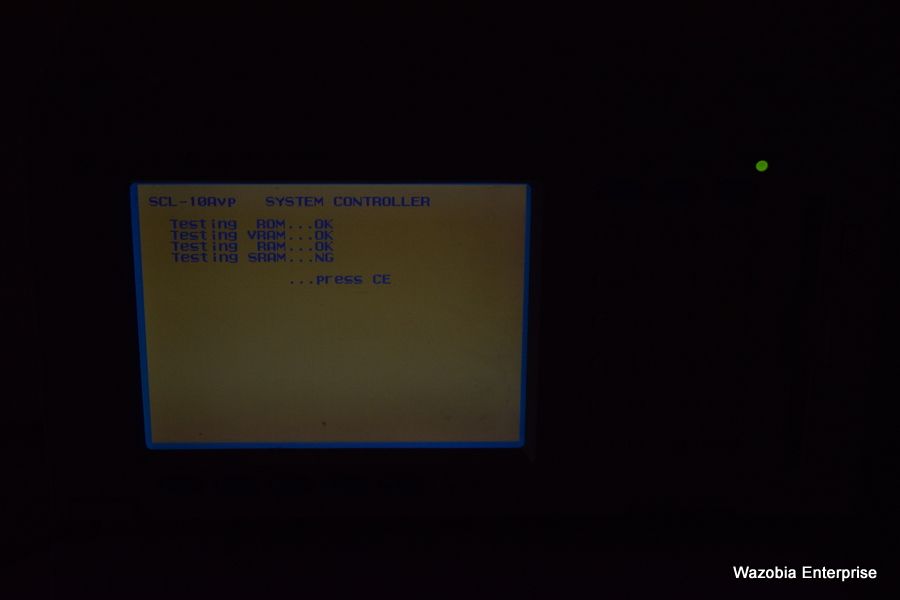 SCL-10Avp SYSTEM CONTROLLER
Testing ROM...OK
Testing VRAM...OK
Testing RAM...OK
Testing SRAM...NG
...press CE
Wazobia Enterprise